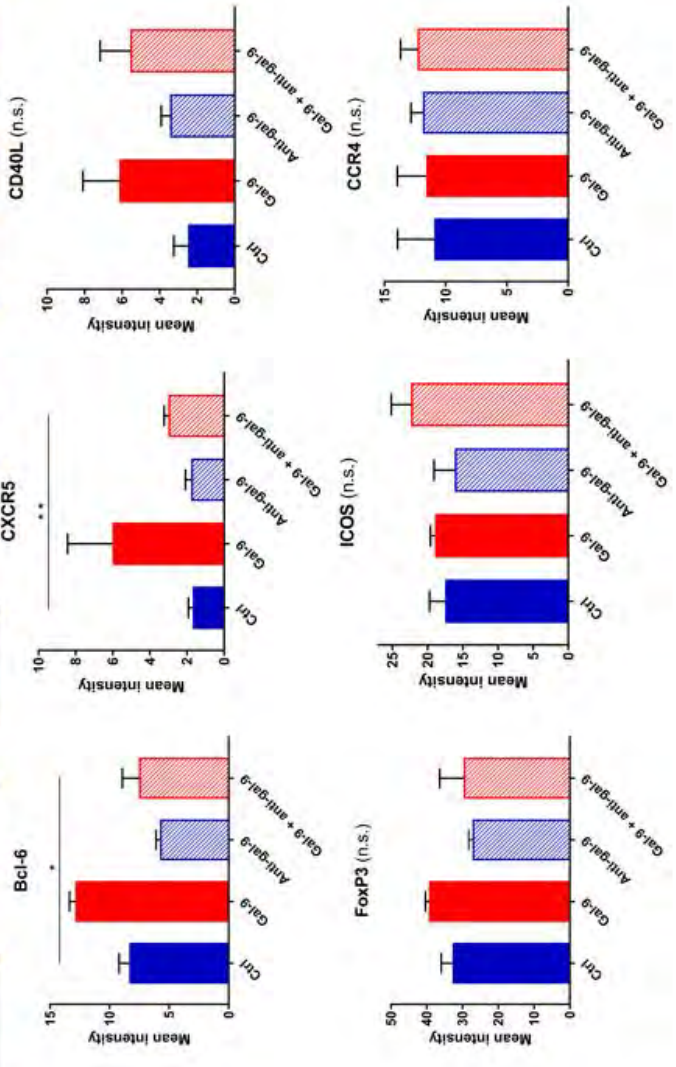 Bcl-6
*
Mean intensity
15
10
5
0
Ctrl
Gal-9
Anti-gal-9
Gal-9 + anti-gal-9
CXCR5
* *
Mean intensity
10
8
6
4
2
0
Ctrl
Gal-9
Anti-gal-9
Gal-9 + anti-gal-9
CD40L (n.s.)
Mean intensity
10
8
6
4
2
0
Ctrl
Gal-9
Anti-gal-9
Gal-9 + anti-gal-9
FoxP3 (n.s.)
Mean intensity
50
40
30
20
10
0
Ctrl
Gal-9
Anti-gal-9
Gal-9 + anti-gal-9
ICOS (n.s.)
Mean intensity
25
20
15
10
5
0
Ctrl
Gal-9
Anti-gal-9
Gal-9 + anti-gal-9
CCR4 (n.s.)
Mean intensity
15
10
5
0
Ctrl
Gal-9
Anti-gal-9
Gal-9 + anti-gal-9